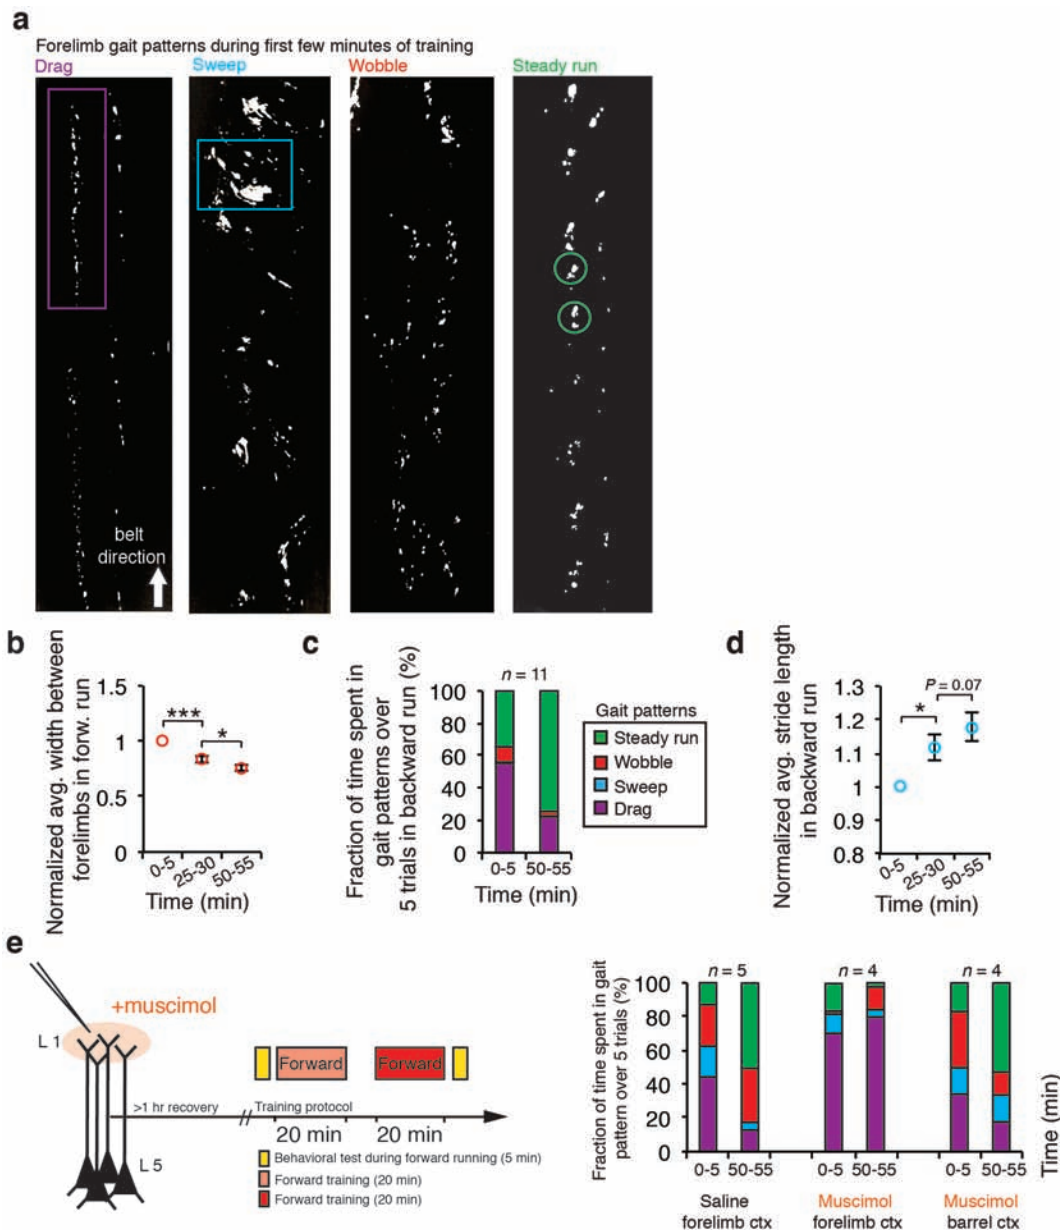 a
Forelimb gait patterns during first few minutes of training
Drag
Sweep
Wobble
Steady run
belt
direction
b
Normalized avg. width between
forelimbs in forw. run
1.5
1
0.5
0
***
*
0-5
25-30
50-55
Time (min)
c
Fraction of time spent in
gait patterns over
5 trials in backward run (%)
n = 11
100
80
60
40
20
0
0-5
50-55
Time (min)
Gait patterns
Steady run
Wobble
Sweep
Drag
d
Normalized avg. stride length
in backward run
1.3
1.2
1.1
1
0.9
0.8
*
P = 0.07
0-5
25-30
50-55
Time (min)
e
+muscimol
L 1
L 5
>1 hr recovery
Training protocol
Forward
Forward
20 min
20 min
Behavioral test during forward running (5 min)
Forward training (20 min)
Forward training (20 min)
Fraction of time spent in gait
pattern over 5 trials (%)
100
80
60
40
20
0
n = 5
n = 4
n = 4
0-5
50-55
0-5
50-55
0-5
50-55
Time (min)
Saline
forelimb ctx
Muscimol
forelimb ctx
Muscimol
barrel ctx